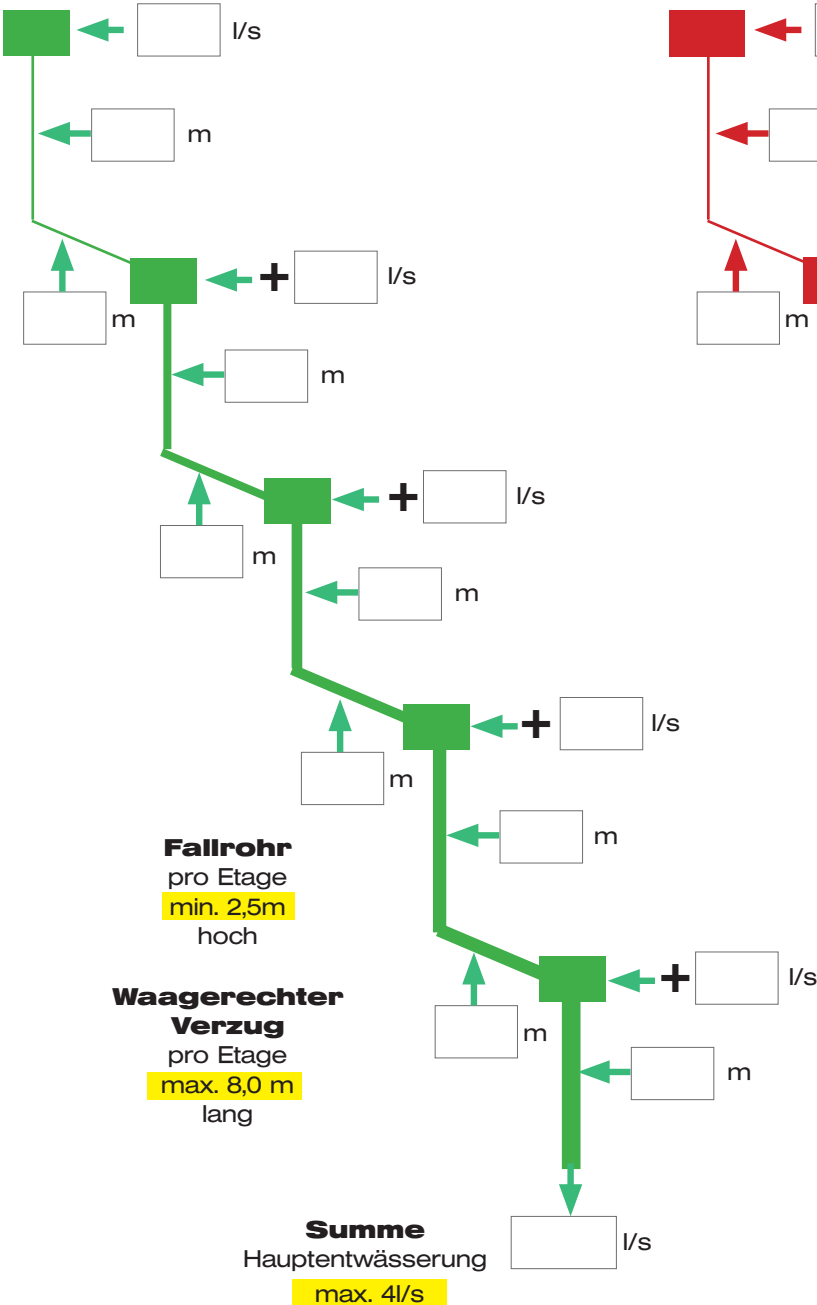 l/s
m
m
+ l/s
m
m
+ l/s
m
m
+ l/s
m
m
Fallrohr
pro Etage
min. 2,5m
hoch
+ l/s
m
Waagerechter
Verzug
pro Etage
max. 8,0 m
lang
m
Summe
Hauptentwässerung
max. 4l/s
l/s
m